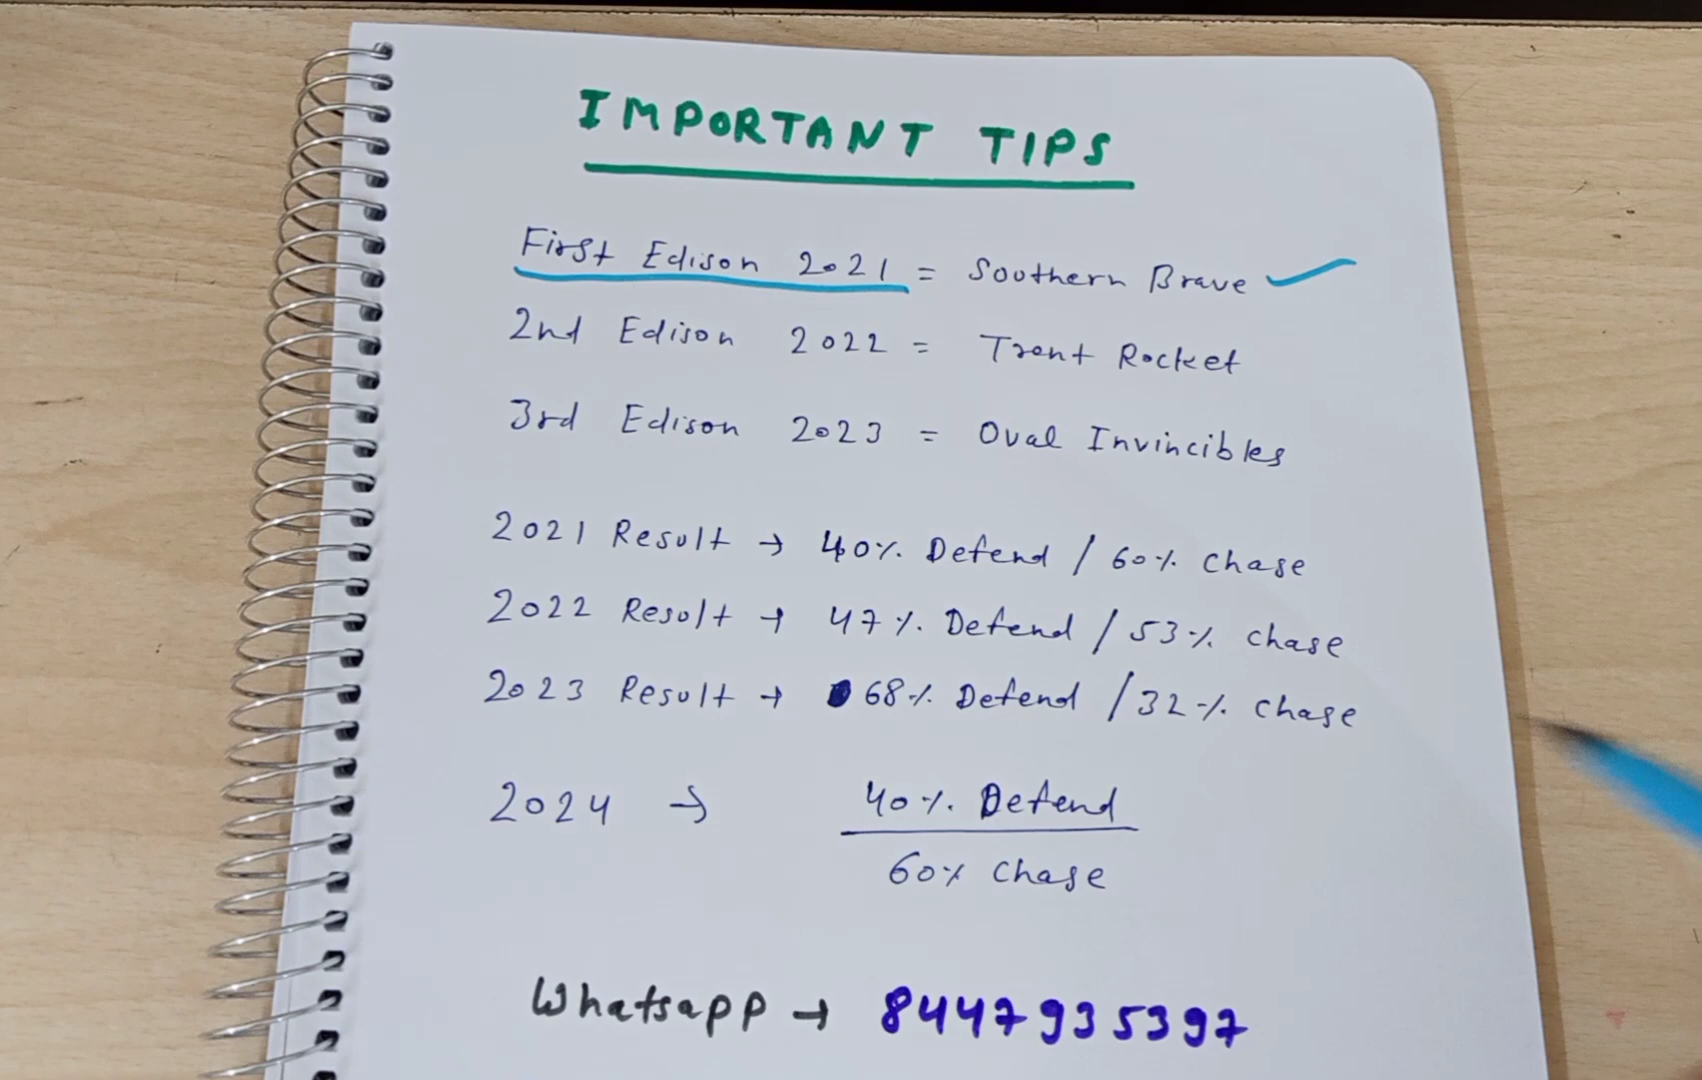 IMPORTANT TIPS
First Edison 2021 = Southern Brave
2nd Edison 2022 = Trent Rocket
3rd Edison 2023 = Oval Invincibles
2021 Result → 40% Defend / 60% Chase
2022 Result → 47% Defend / 53% Chase
2023 Result → 68% Defend / 32% Chase
2024 → 40% Defend
60% Chase
Whatsapp → 8447935397